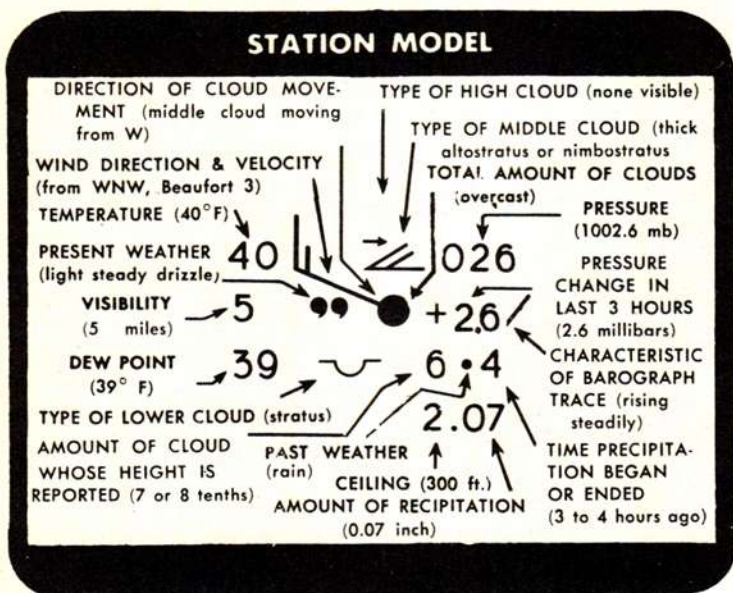 STATION MODEL
DIRECTION OF CLOUD MOVE-
MENT (middle cloud moving
from W)
TYPE OF HIGH CLOUD (none visible)
TYPE OF MIDDLE CLOUD (thick
altostratus or nimbostratus
WIND DIRECTION & VELOCITY
(from WNW, Beaufort 3)
TOTAL AMOUNT OF CLOUDS
(overcast)
TEMPERATURE (40°F)
PRESSURE
(1002.6 mb)
40
026
PRESENT WEATHER
(light steady drizzle)
PRESSURE
CHANGE IN
LAST 3 HOURS
(2.6 millibars)
VISIBILITY
(5 miles)
5
+2.6
DEW POINT
(39° F)
39
6 • 4
CHARACTERISTIC
OF BAROGRAPH
TRACE (rising
steadily)
TYPE OF LOWER CLOUD (stratus)
2.07
AMOUNT OF CLOUD
WHOSE HEIGHT IS
REPORTED (7 or 8 tenths)
PAST WEATHER
(rain)
CEILING (300 ft.)
AMOUNT OF RECIPITATION
(0.07 inch)
TIME PRECIPITA-
TION BEGAN
OR ENDED
(3 to 4 hours ago)